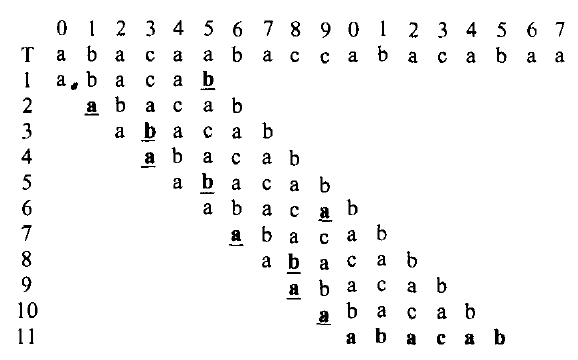 0 1 2 3 4 5 6 7 8 9 0 1 2 3 4 5 6 7
T a b a c a a b a c c a b a c a b a a
1 a b a c a b
2 a b a c a b
3 a b a c a b
4 a b a c a b
5 a b a c a b
6 a b a c a b
7 a b a c a b
8 a b a c a b
9 a b a c a b
10 a b a c a b
11 a b a c a b